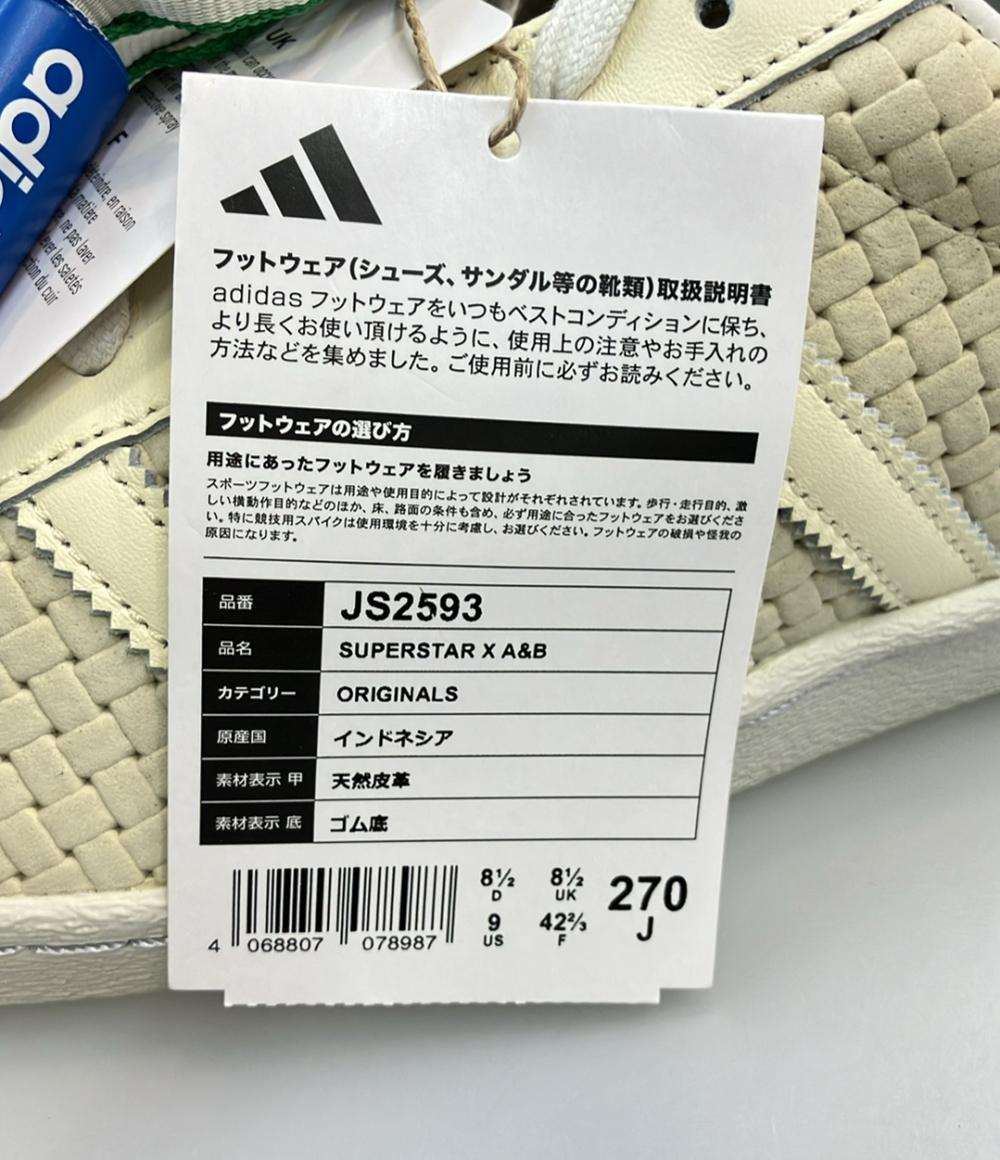 adi
UK
F
en raison
ne pas laver
フットウェア(シューズ、サンダル等の靴類)取扱説明書
adidas フットウェアをいつもベストコンディションに保ち、
より長くお使い頂けるように、使用上の注意やお手入れの
方法などを集めました。ご使用前に必ずお読みください。
フットウェアの選び方
用途にあったフットウェアを履きましょう
スポーツフットウェアは用途や使用目的によって設計がそれぞれされています。歩行・走行目的、激
しい横動作目的などのほか、床、路面の条件も含め、必ず用途に合ったフットウェアをお選びくださ
い。特に競技用スパイクは使用環境を十分に考慮し、お選びください。フットウェアの破損や怪我の
原因になります。
品番 JS2593
品名 SUPERSTAR X A&B
カテゴリー ORIGINALS
原産国 インドネシア
素材表示 甲 天然皮革
素材表示 底 ゴム底
8½ D 8½ UK 270 J
9 US 42⅔ F
4 068807 078987